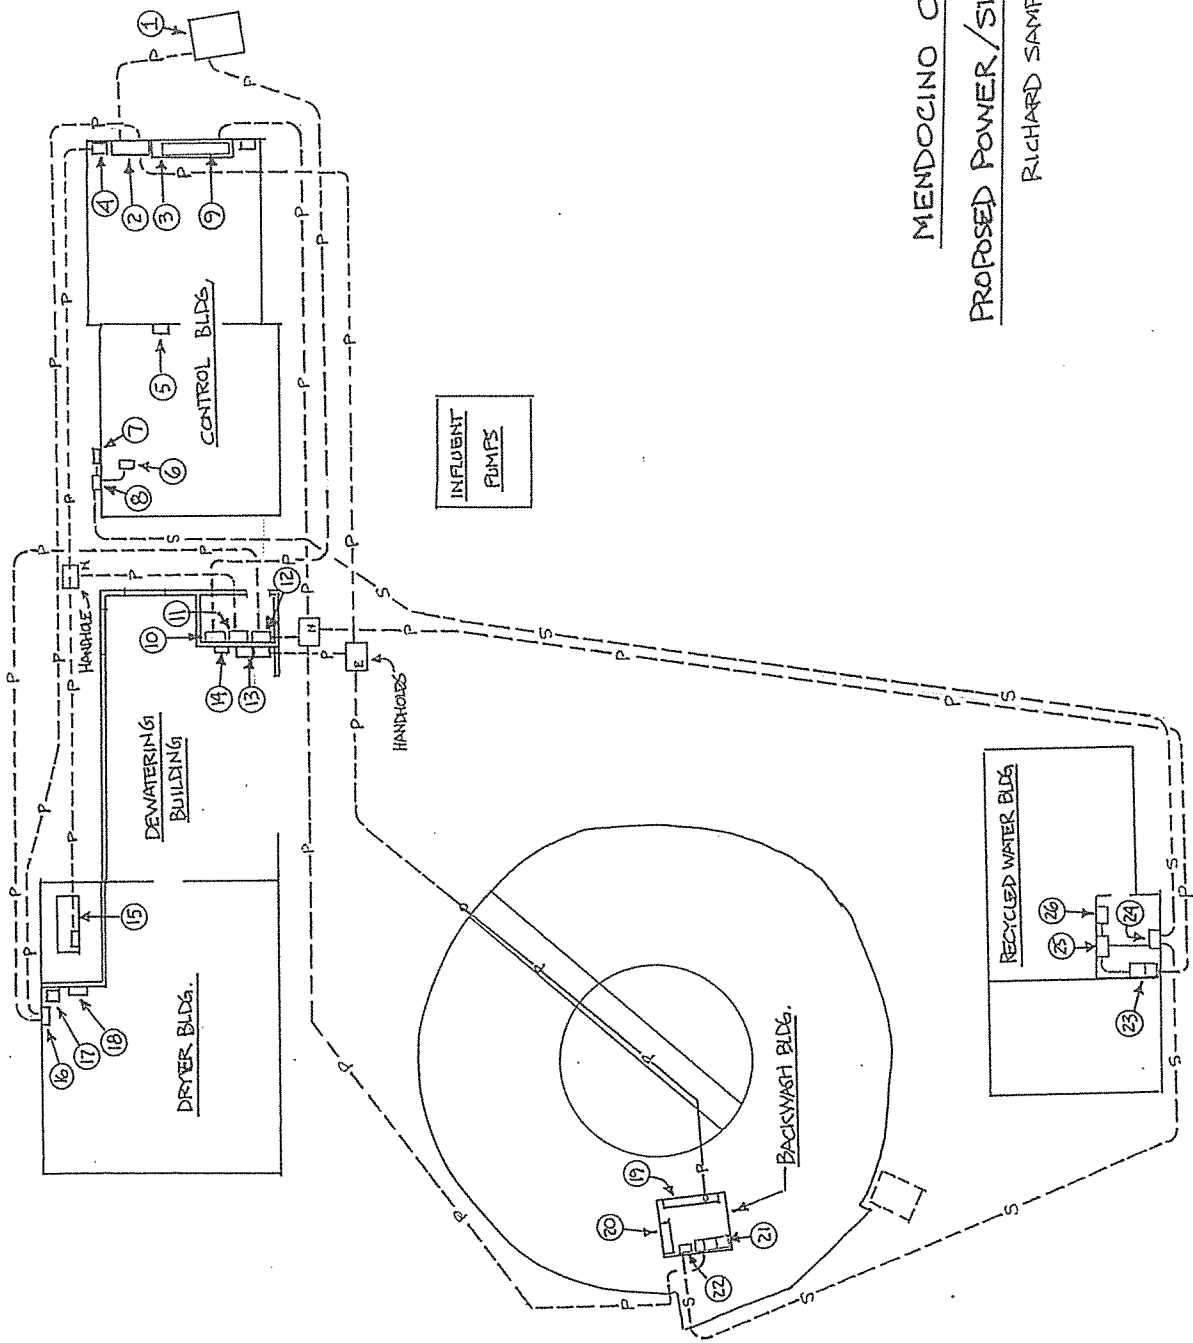 MENDOCINO C
PROPOSED POWER/SI
RICHARD SAMP
1
P
P
P
4
2
3
9
P
P
P
P
P
P
5
CONTROL BLDG.
P
P
P
7
6
8
P
INFLUENT
PUMPS
S
P
P
P
P
P
N
HANDHOLE
P
P
P
S
S
10
11
12
14
13
P
N
P
E
P
P
HANDHOLES
P
S
DEWATERING
BUILDING
P
P
P
P
P
15
P
16
17
18
DRYER BLDG.
P
P
P
P
P
P
BACKWASH BLDG.
19
20
21
22
P
S
S
S
RECYCLED WATER BLDG.
26
25
24
23
S
P
S